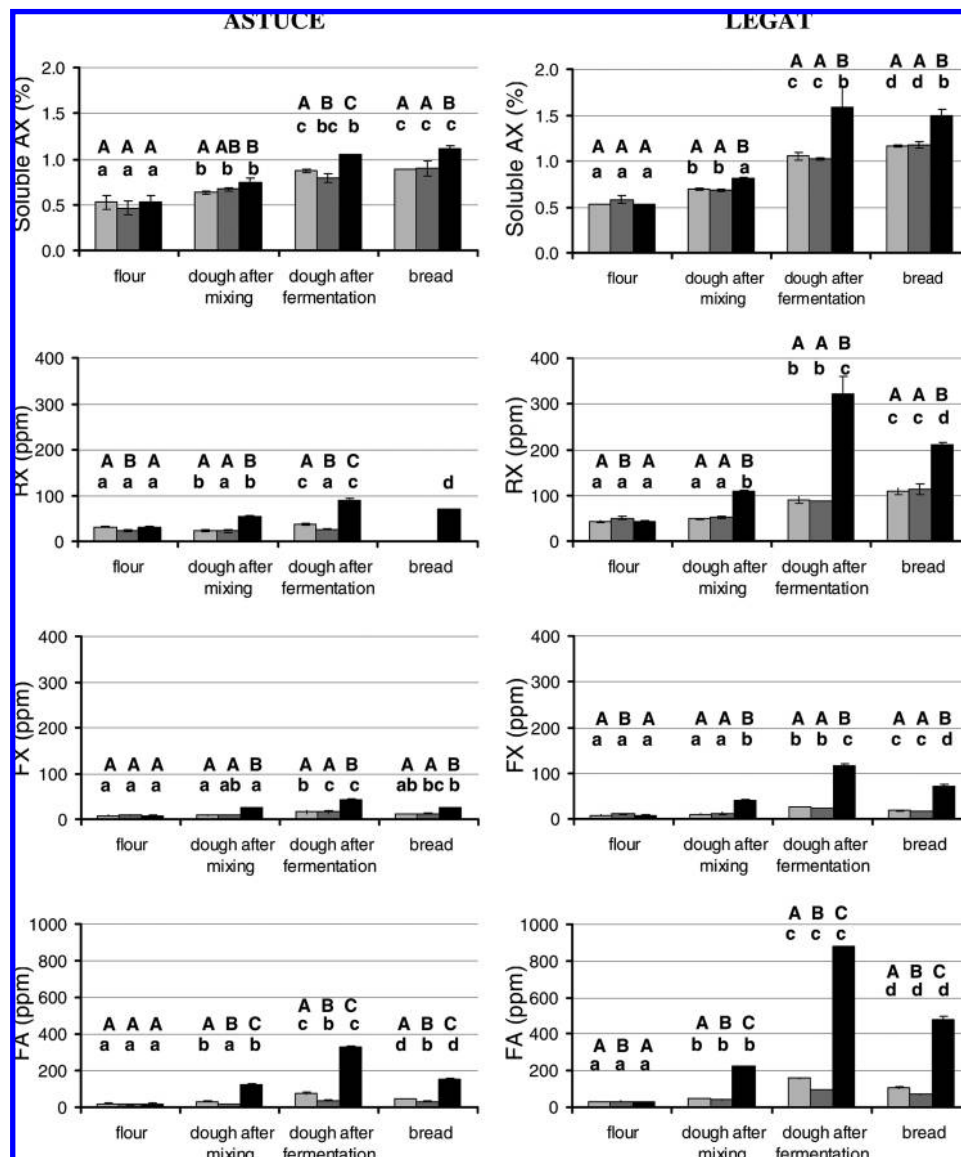 ASTUCE
LEGAT
Soluble AX (%)
2.0
1.5
1.0
0.5
0.0
A A A
a a a
A AB B
b b b
A B C
c bc b
A A B
c c c
flour
dough after
mixing
dough after
fermentation
bread
Soluble AX (%)
2.0
1.5
1.0
0.5
0.0
A A A
a a a
A A B
b b a
A A B
c c b
A A B
d d b
flour
dough after
mixing
dough after
fermentation
bread
RX (ppm)
400
300
200
100
0
A B A
a a a
A A B
b a b
A B C
c a c
d
flour
dough after
mixing
dough after
fermentation
bread
RX (ppm)
400
300
200
100
0
A B A
a a a
A A B
a a b
A A B
b b c
A A B
c c d
flour
dough after
mixing
dough after
fermentation
bread
FX (ppm)
400
300
200
100
0
A A A
a a a
A A B
a ab a
A A B
b c c
A A B
ab bc b
flour
dough after
mixing
dough after
fermentation
bread
FX (ppm)
400
300
200
100
0
A B A
a a a
A A B
a a b
A A B
b b c
A A B
c c d
flour
dough after
mixing
dough after
fermentation
bread
FA (ppm)
1000
800
600
400
200
0
A A A
a a a
A B C
b a b
A B C
c b c
A B C
d b d
flour
dough after
mixing
dough after
fermentation
bread
FA (ppm)
1000
800
600
400
200
0
A B A
a a a
A B C
b b b
A B C
c c c
A B C
d d d
flour
dough after
mixing
dough after
fermentation
bread